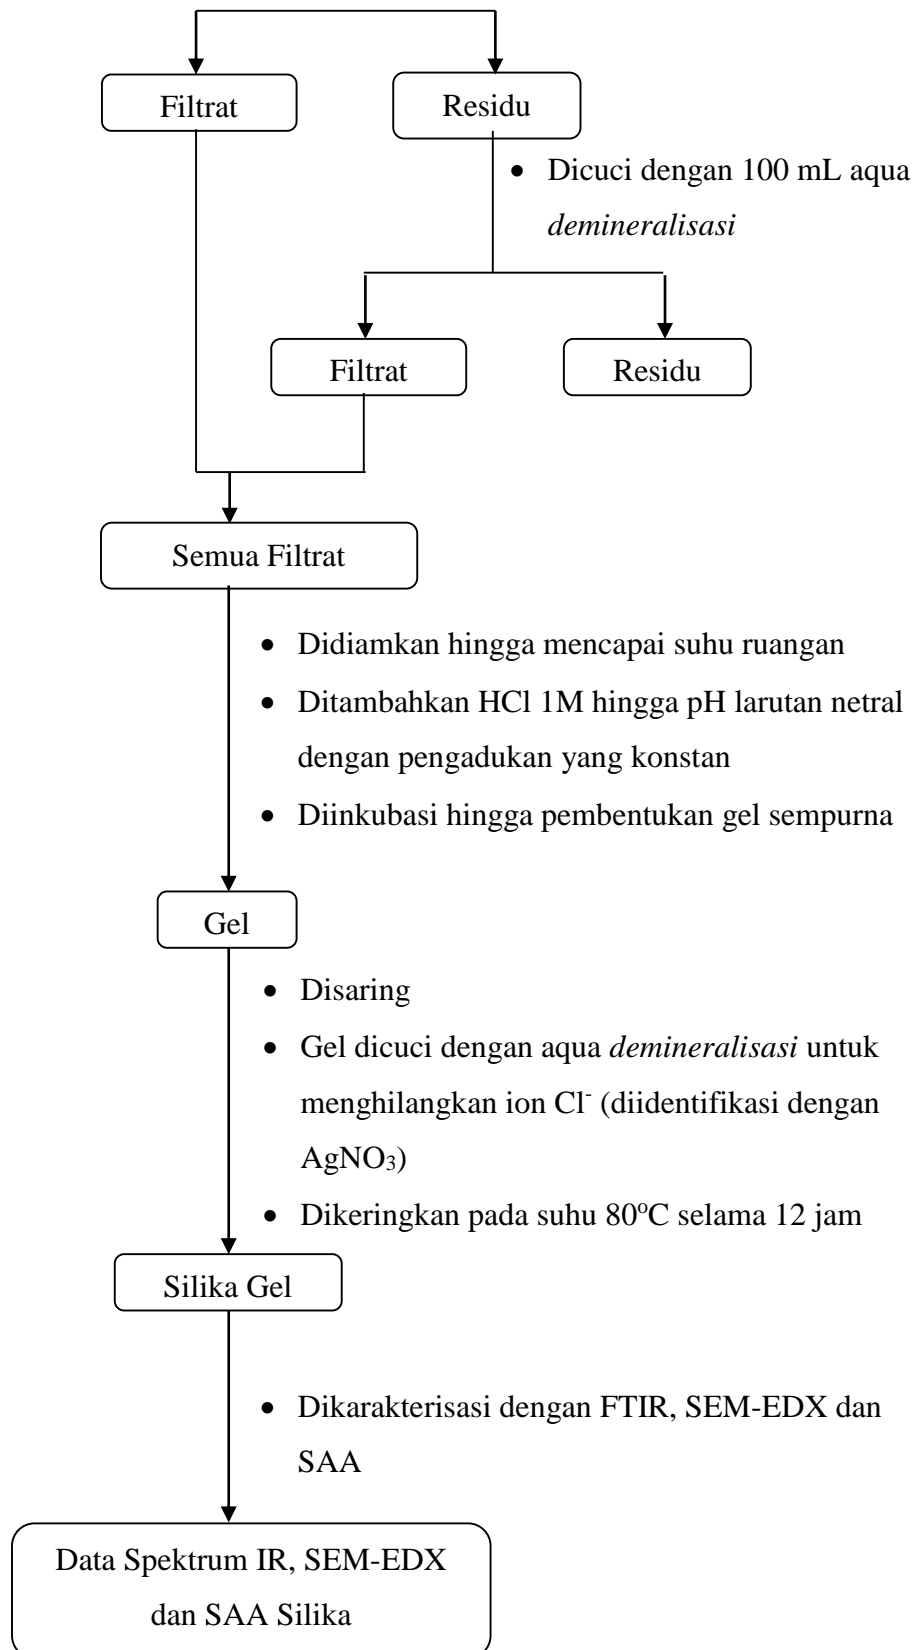 Filtrat
Residu
• Dicuci dengan 100 mL aqua
demineralisasi
Filtrat
Residu
Semua Filtrat
• Didiamkan hingga mencapai suhu ruangan
• Ditambahkan HCl 1M hingga pH larutan netral
dengan pengadukan yang konstan
• Diinkubasi hingga pembentukan gel sempurna
Gel
• Disaring
• Gel dicuci dengan aqua demineralisasi untuk
menghilangkan ion Cl⁻ (diidentifikasi dengan
AgNO₃)
• Dikeringkan pada suhu 80°C selama 12 jam
Silika Gel
• Dikarakterisasi dengan FTIR, SEM-EDX dan
SAA
Data Spektrum IR, SEM-EDX
dan SAA Silika